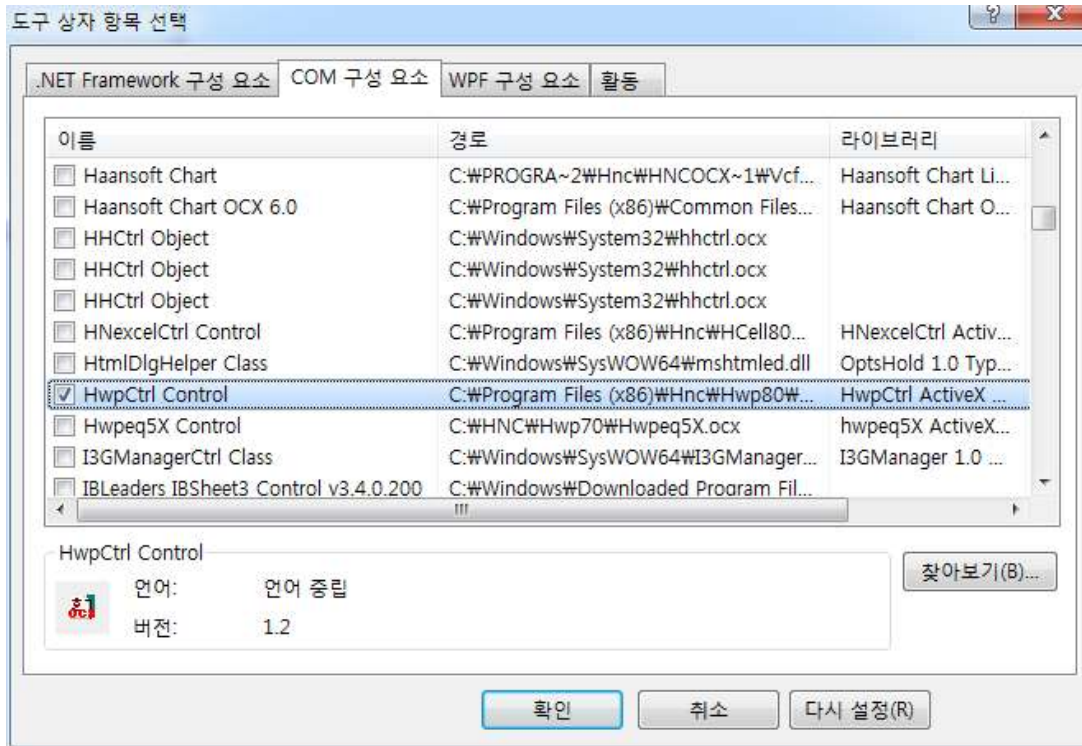 도구 상자 항목 선택
.NET Framework 구성 요소 COM 구성 요소 WPF 구성 요소 활동
이름 경로 라이브러리
Haansoft Chart C:₩PROGRA~2₩Hnc₩HNCOCX~1₩Vcf... Haansoft Chart Li...
Haansoft Chart OCX 6.0 C:₩Program Files (x86)₩Common Files... Haansoft Chart O...
HHCtrl Object C:₩Windows₩System32₩hhctrl.ocx
HHCtrl Object C:₩Windows₩System32₩hhctrl.ocx
HHCtrl Object C:₩Windows₩System32₩hhctrl.ocx
HNexcelCtrl Control C:₩Program Files (x86)₩Hnc₩HCell80... HNexcelCtrl Activ...
HtmlDlgHelper Class C:₩Windows₩SysWOW64₩mshtmled.dll OptsHold 1.0 Typ...
HwpCtrl Control C:₩Program Files (x86)₩Hnc₩Hwp80₩... HwpCtrl ActiveX ...
Hwpeq5X Control C:₩HNC₩Hwp70₩Hwpeq5X.ocx hwpeq5X ActiveX...
I3GManagerCtrl Class C:₩Windows₩SysWOW64₩I3GManager... I3GManager 1.0 ...
IBLeaders IBSheet3 Control v3.4.0.200 C:₩Windows₩Downloaded Program Fil...
HwpCtrl Control
찾아보기(B)...
언어: 언어 중립
버전: 1.2
확인 취소 다시 설정(R)